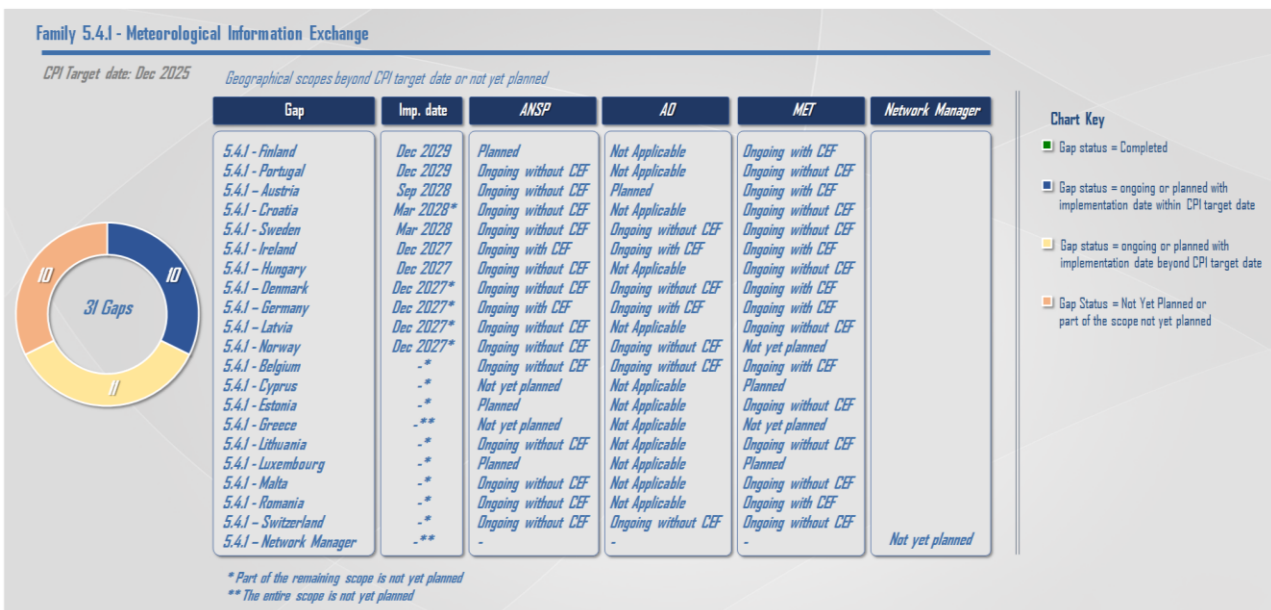 Family 5.4.1 - Meteorological Information Exchange
CPI Target date: Dec 2025
Geographical scopes beyond CPI target date or not yet planned
Gap Imp. date ANSP AO MET Network Manager
5.4.1 - Finland Dec 2029 Planned Not Applicable Ongoing with CEF
5.4.1 - Portugal Dec 2029 Ongoing without CEF Not Applicable Ongoing without CEF
5.4.1 – Austria Sep 2028 Ongoing without CEF Planned Ongoing with CEF
5.4.1 - Croatia Mar 2028* Ongoing without CEF Not Applicable Ongoing without CEF
5.4.1 - Sweden Mar 2028 Ongoing without CEF Ongoing without CEF Ongoing without CEF
5.4.1 - Ireland Dec 2027 Ongoing with CEF Ongoing with CEF Ongoing with CEF
5.4.1 - Hungary Dec 2027 Ongoing without CEF Not Applicable Ongoing without CEF
5.4.1 - Denmark Dec 2027* Ongoing without CEF Ongoing without CEF Ongoing without CEF
5.4.1 – Germany Dec 2027* Ongoing with CEF Ongoing with CEF Ongoing with CEF
5.4.1 – Latvia Dec 2027* Ongoing without CEF Not Applicable Ongoing without CEF
5.4.1 - Norway Dec 2027* Ongoing without CEF Ongoing without CEF Not yet planned
5.4.1 - Belgium -* Ongoing without CEF Ongoing without CEF Ongoing with CEF
5.4.1 - Cyprus -* Not yet planned Not Applicable Planned
5.4.1 - Estonia -* Planned Not Applicable Ongoing without CEF
5.4.1 - Greece -** Not yet planned Not Applicable Not yet planned
5.4.1 - Lithuania -* Ongoing without CEF Not Applicable Ongoing without CEF
5.4.1 - Luxembourg -* Planned Not Applicable Planned
5.4.1 - Malta -* Ongoing without CEF Not Applicable Ongoing without CEF
5.4.1 - Romania -* Ongoing without CEF Not Applicable Ongoing with CEF
5.4.1 – Switzerland -* Ongoing without CEF Ongoing without CEF Ongoing without CEF
5.4.1 – Network Manager -** - - - Not yet planned
* Part of the remaining scope is not yet planned
** The entire scope is not yet planned
10
10
31 Gaps
11
Chart Key
Gap status = Completed
Gap status = ongoing or planned with
implementation date within CPI target date
Gap status = ongoing or planned with
implementation date beyond CPI target date
Gap Status = Not Yet Planned or
part of the scope not yet planned